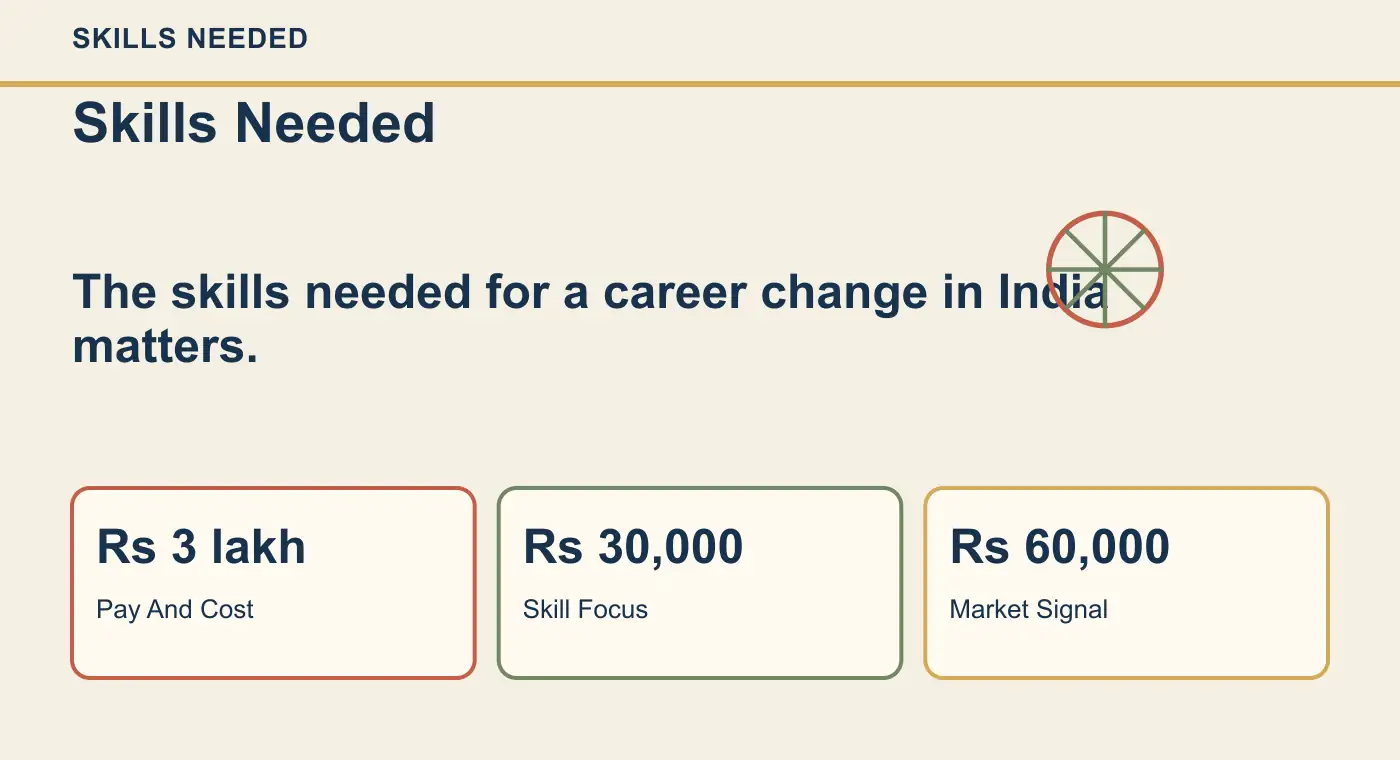 SKILLS NEEDED
Skills Needed
The skills needed for a career change in India
matters.
Rs 3 lakh
Pay And Cost
Rs 30,000
Skill Focus
Rs 60,000
Market Signal